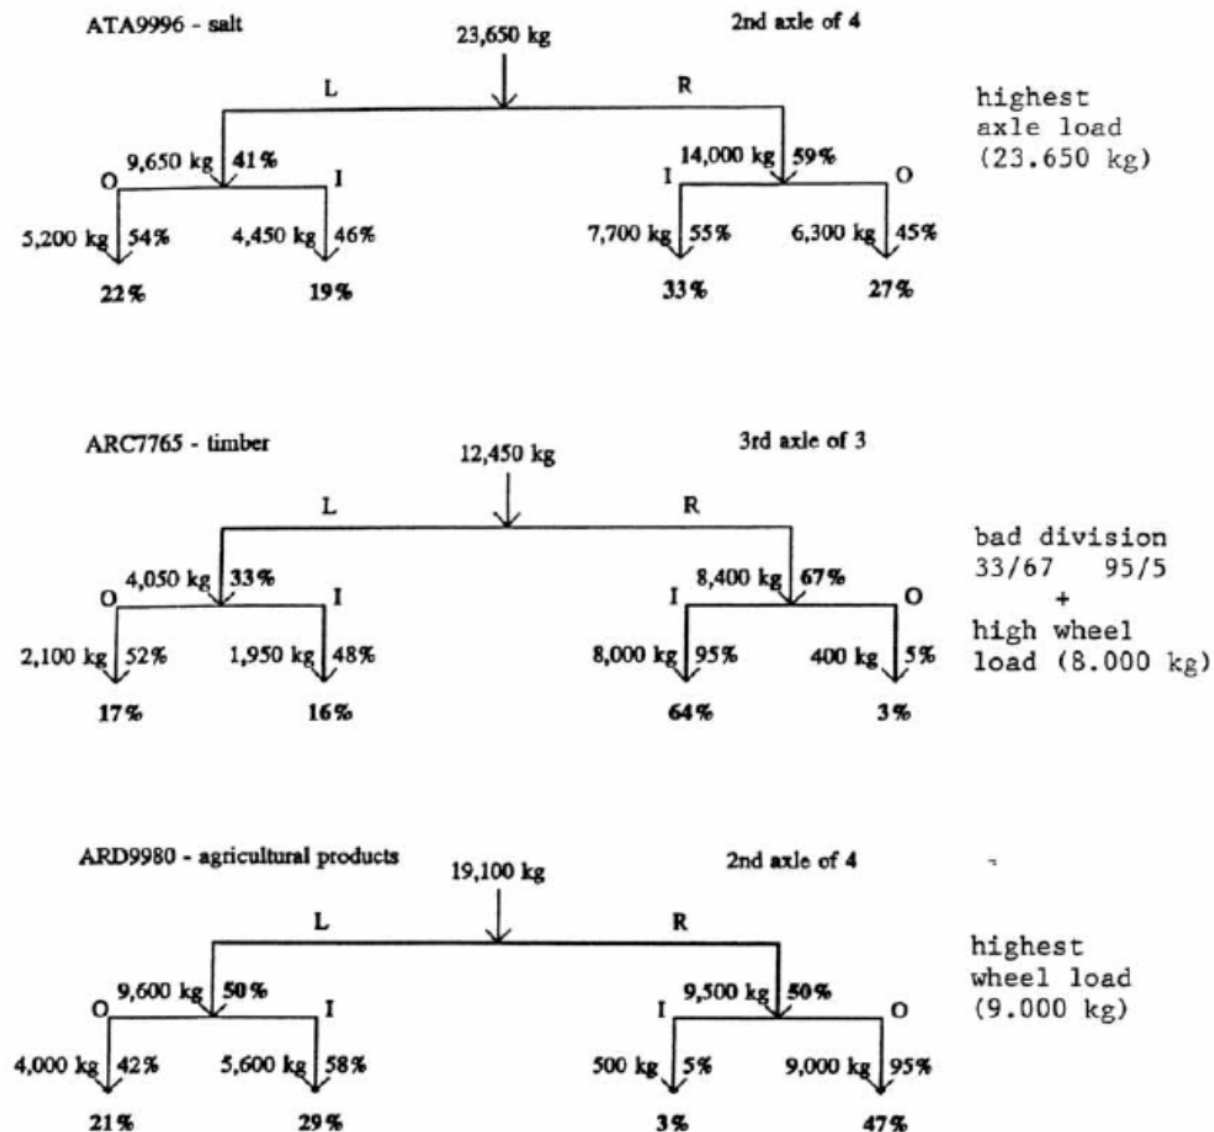 ATA9996 - salt
23,650 kg
2nd axle of 4
L
R
highest
axle load
(23.650 kg)
9,650 kg 41%
14,000 kg 59%
O
I
I
O
5,200 kg 54%
4,450 kg 46%
7,700 kg 55%
6,300 kg 45%
22%
19%
33%
27%
ARC7765 - timber
12,450 kg
3rd axle of 3
L
R
bad division
33/67 95/5
+
high wheel
load (8.000 kg)
4,050 kg 33%
8,400 kg 67%
O
I
I
O
2,100 kg 52%
1,950 kg 48%
8,000 kg 95%
400 kg 5%
17%
16%
64%
3%
ARD9980 - agricultural products
19,100 kg
2nd axle of 4
L
R
highest
wheel load
(9.000 kg)
9,600 kg 50%
9,500 kg 50%
O
I
I
O
4,000 kg 42%
5,600 kg 58%
500 kg 5%
9,000 kg 95%
21%
29%
3%
47%